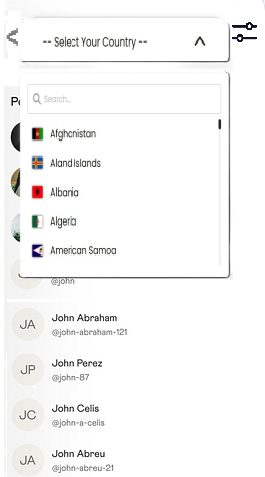 -- Select Your Country --
Search...
Afghanistan
Aland Islands
Albania
Algeria
American Samoa
@john
JA
John Abraham
@john-abraham-121
JP
John Perez
@john-87
JC
John Celis
@john-a-celis
JA
John Abreu
@john-abreu-21